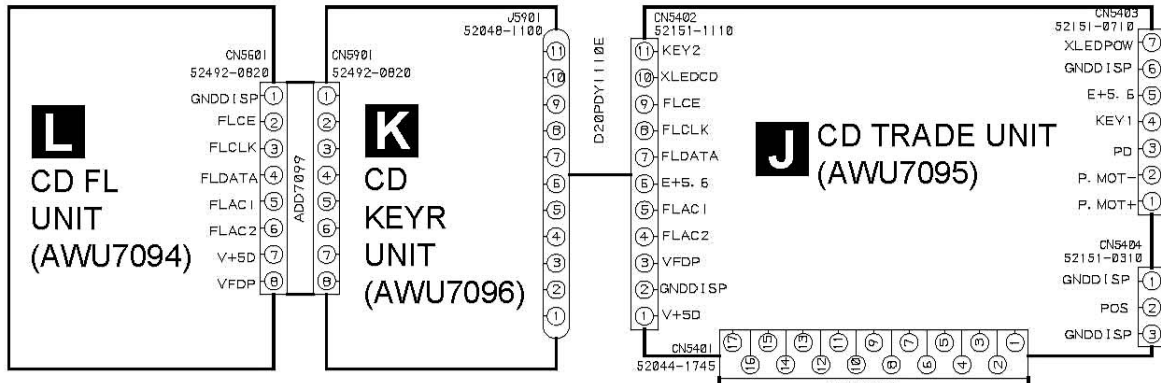 CN5601
52492-0820
L
CD FL
UNIT
(AWU7094)
GNDDISP 1
FLCE 2
FLCLK 3
FLDATA 4
FLAC1 5
FLAC2 6
V+5D 7
VFDP 8
ADD7099
CN5901
52492-0820
1
2
3
4
5
6
7
8
K
CD
KEYR
UNIT
(AWU7096)
J5901
52048-1100
11
10
9
8
7
6
5
4
3
2
1
D20PDY1110E
CN5402
52151-1110
11 KEY2
10 XLEDCD
9 FLCE
8 FLCLK
7 FLDATA
6 E+5.6
5 FLAC1
4 FLAC2
3 VFDP
2 GNDDISP
1 V+5D
J
CD TRADE UNIT
(AWU7095)
CN5403
52151-0710
XLEDPOW 7
GNDDISP 6
E+5.6 5
KEY1 4
PD 3
P.MOT- 2
P.MOT+ 1
CN5404
52151-0310
GNDDISP 1
POS 2
GNDDISP 3
CN5401
52044-1745
17 15 13 11 9 7 5 3 1
16 14 12 10 8 6 4 2